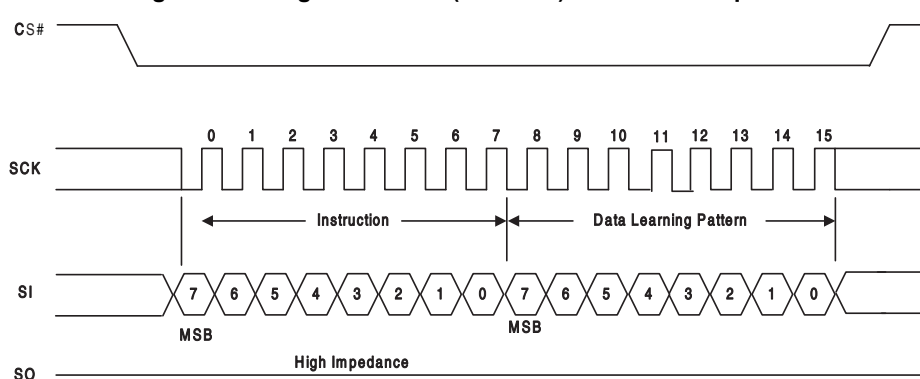 CS#
0 1 2 3 4 5 6 7 8 9 10 11 12 13 14 15
SCK
Instruction Data Learning Pattern
SI 7 6 5 4 3 2 1 0 7 6 5 4 3 2 1 0
MSB MSB
High Impedance
SO